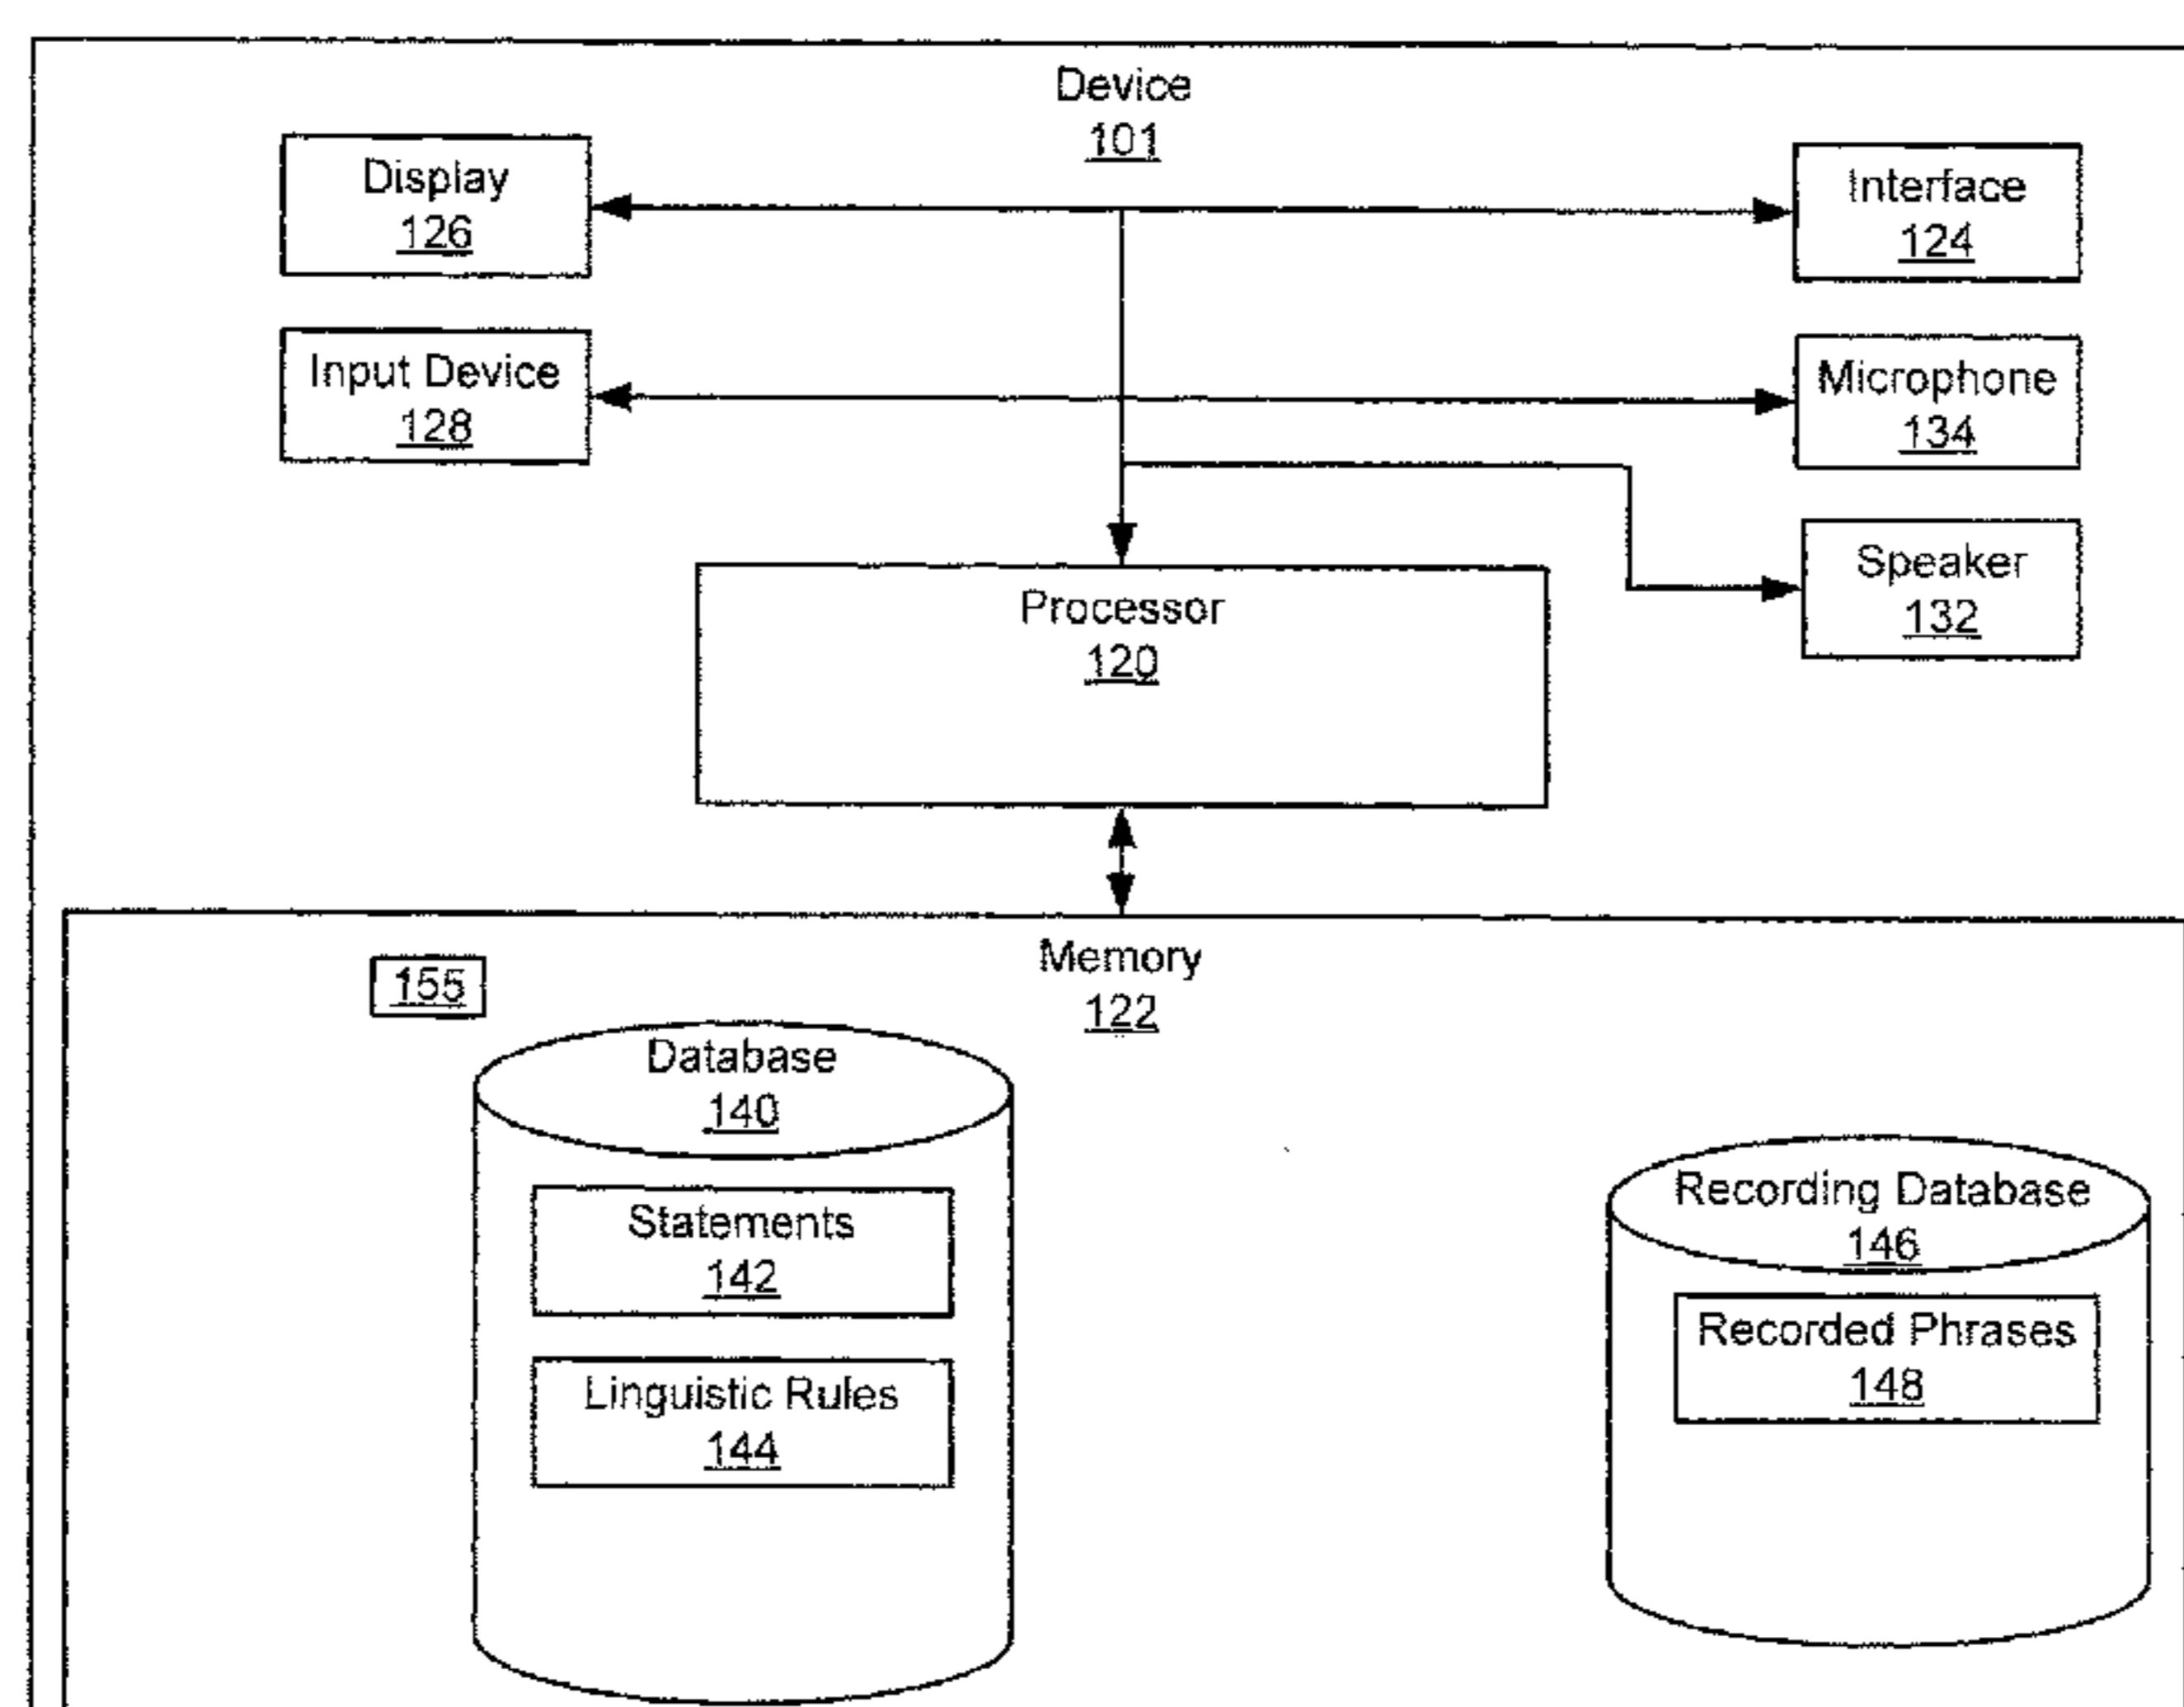 Device
101
Display
126
Interface
124
Input Device
128
Microphone
134
Speaker
132
Processor
120
Memory
122
155
Database
140
Statements
142
Linguistic Rules
144
Recording Database
146
Recorded Phrases
148